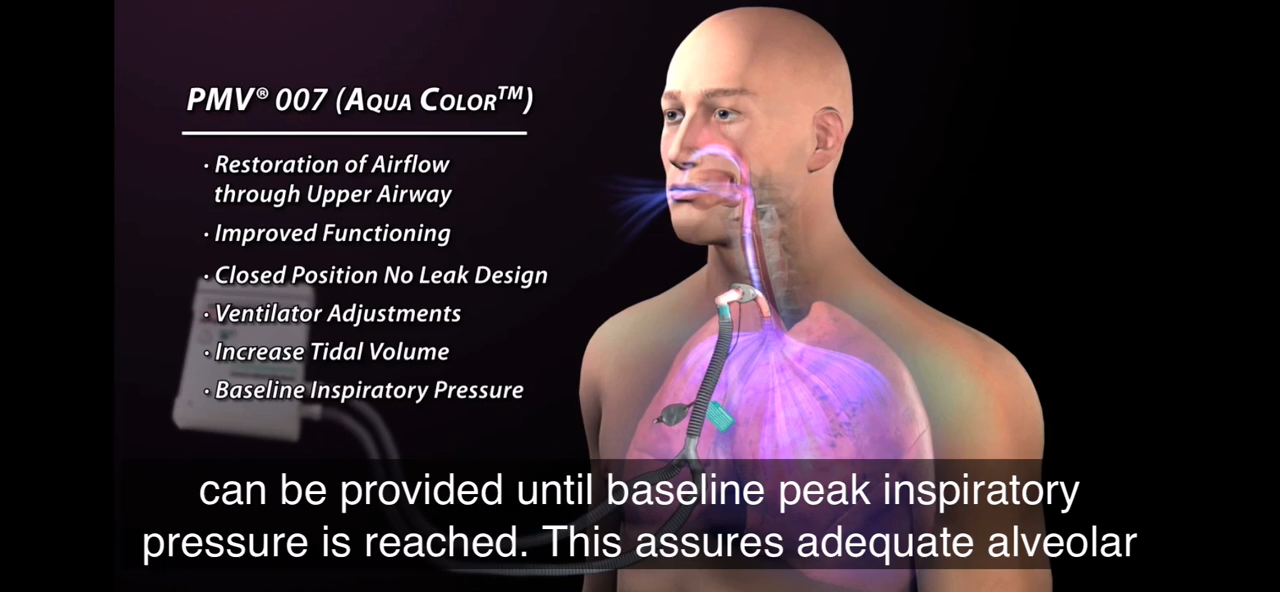 PMV® 007 (Aqua Color™)
· Restoration of Airflow
through Upper Airway
· Improved Functioning
· Closed Position No Leak Design
· Ventilator Adjustments
· Increase Tidal Volume
· Baseline Inspiratory Pressure
can be provided until baseline peak inspiratory
pressure is reached. This assures adequate alveolar